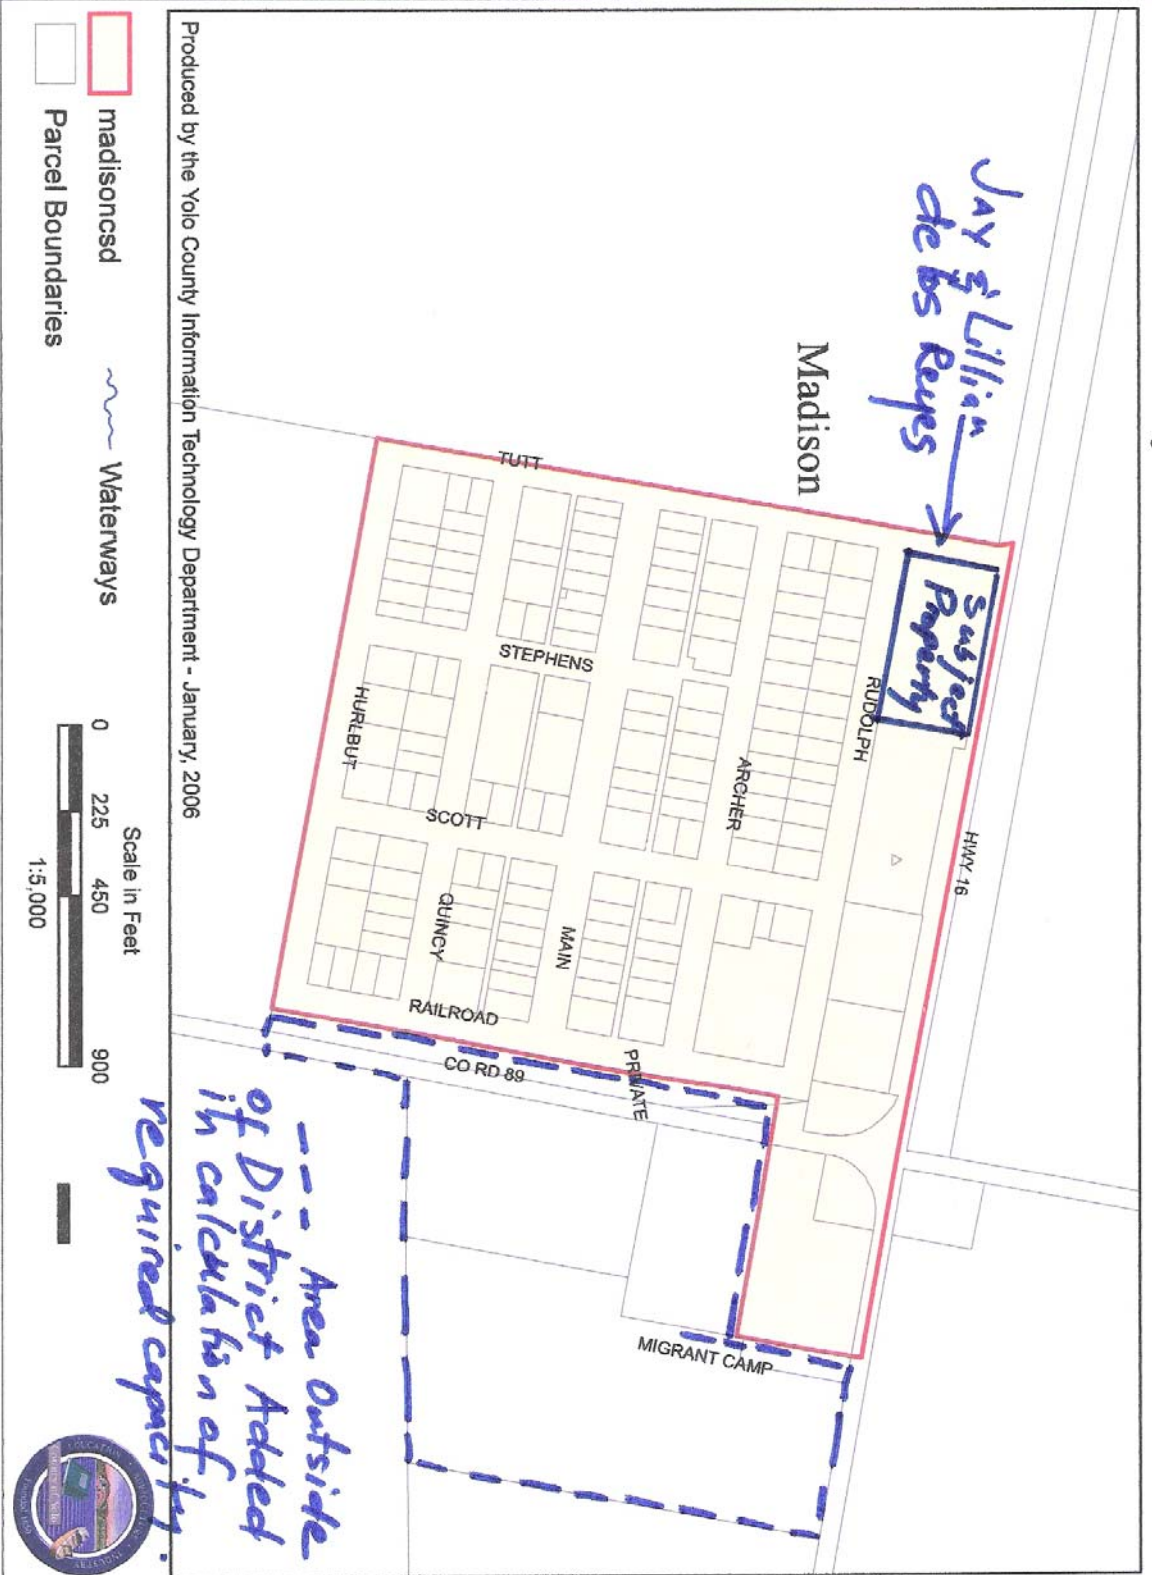 JAY & Lillian
de los Reyes
Subject
Property
Madison
HWY 16
RUDOLPH
ARCHER
TUTT
STEPHENS
SCOTT
MAIN
QUINCY
HURLBUT
RAILROAD
CO RD 89
PRIVATE
MIGRANT CAMP
--- Area Outside
of District Added
in calculation of
required capacity.
Produced by the Yolo County Information Technology Department - January, 2006
madisoncsd
Waterways
Parcel Boundaries
Scale in Feet
0 225 450 900
1:5,000